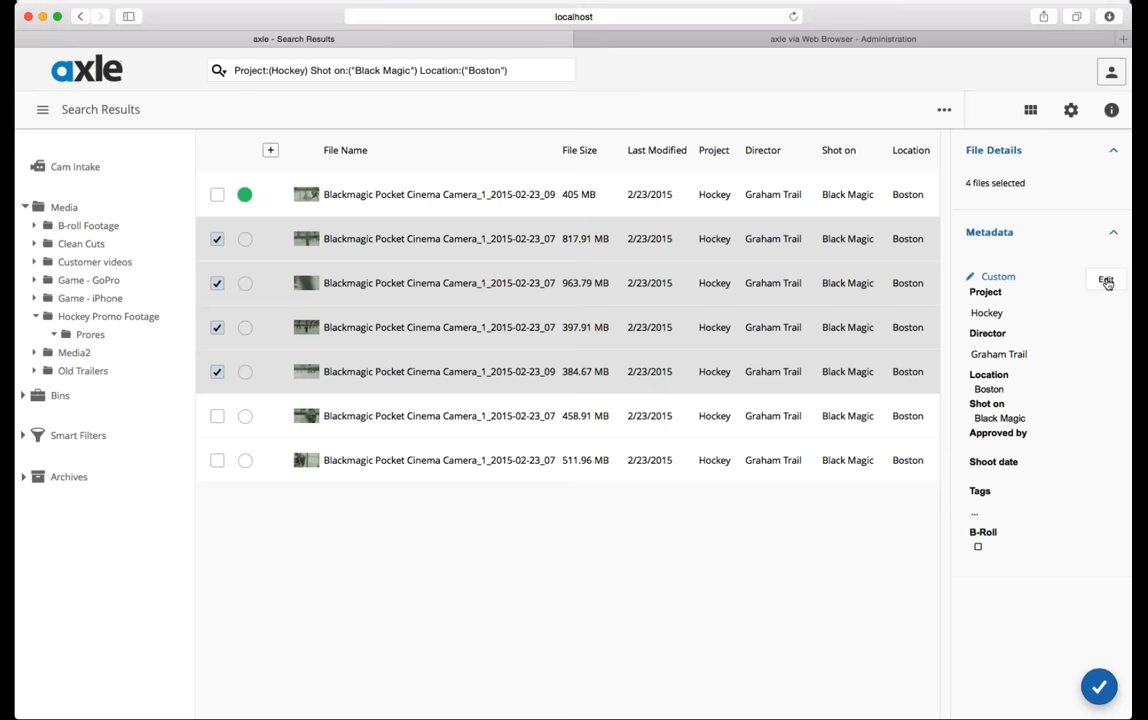 localhost
axle - Search Results
axle via Web Browser - Administration
axle
Project:(Hockey) Shot on:("Black Magic") Location:("Boston")
Search Results
Cam Intake
Media
B-roll Footage
Clean Cuts
Customer videos
Game - GoPro
Game - iPhone
Hockey Promo Footage
Prores
Media2
Old Trailers
Bins
Smart Filters
Archives
File Name File Size Last Modified Project Director Shot on Location
Blackmagic Pocket Cinema Camera_1_2015-02-23_09 405 MB 2/23/2015 Hockey Graham Trail Black Magic Boston
Blackmagic Pocket Cinema Camera_1_2015-02-23_07 817.91 MB 2/23/2015 Hockey Graham Trail Black Magic Boston
Blackmagic Pocket Cinema Camera_1_2015-02-23_07 963.79 MB 2/23/2015 Hockey Graham Trail Black Magic Boston
Blackmagic Pocket Cinema Camera_1_2015-02-23_07 397.91 MB 2/23/2015 Hockey Graham Trail Black Magic Boston
Blackmagic Pocket Cinema Camera_1_2015-02-23_09 384.67 MB 2/23/2015 Hockey Graham Trail Black Magic Boston
Blackmagic Pocket Cinema Camera_1_2015-02-23_07 458.91 MB 2/23/2015 Hockey Graham Trail Black Magic Boston
Blackmagic Pocket Cinema Camera_1_2015-02-23_07 511.96 MB 2/23/2015 Hockey Graham Trail Black Magic Boston
File Details
4 files selected
Metadata
Custom Edit
Project
Hockey
Director
Graham Trail
Location
Boston
Shot on
Black Magic
Approved by
Shoot date
Tags
...
B-Roll